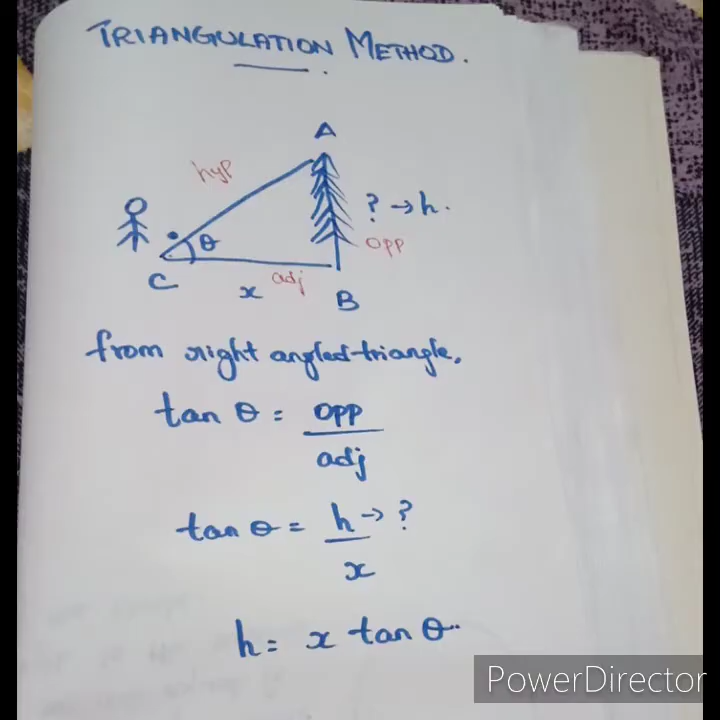 TRIANGULATION METHOD.
A
hyp
? → h.
θ
opp
C
x
adj
B
from right angled triangle,
tan θ = opp
adj
tan θ = h → ?
x
h = x tan θ.
PowerDirector